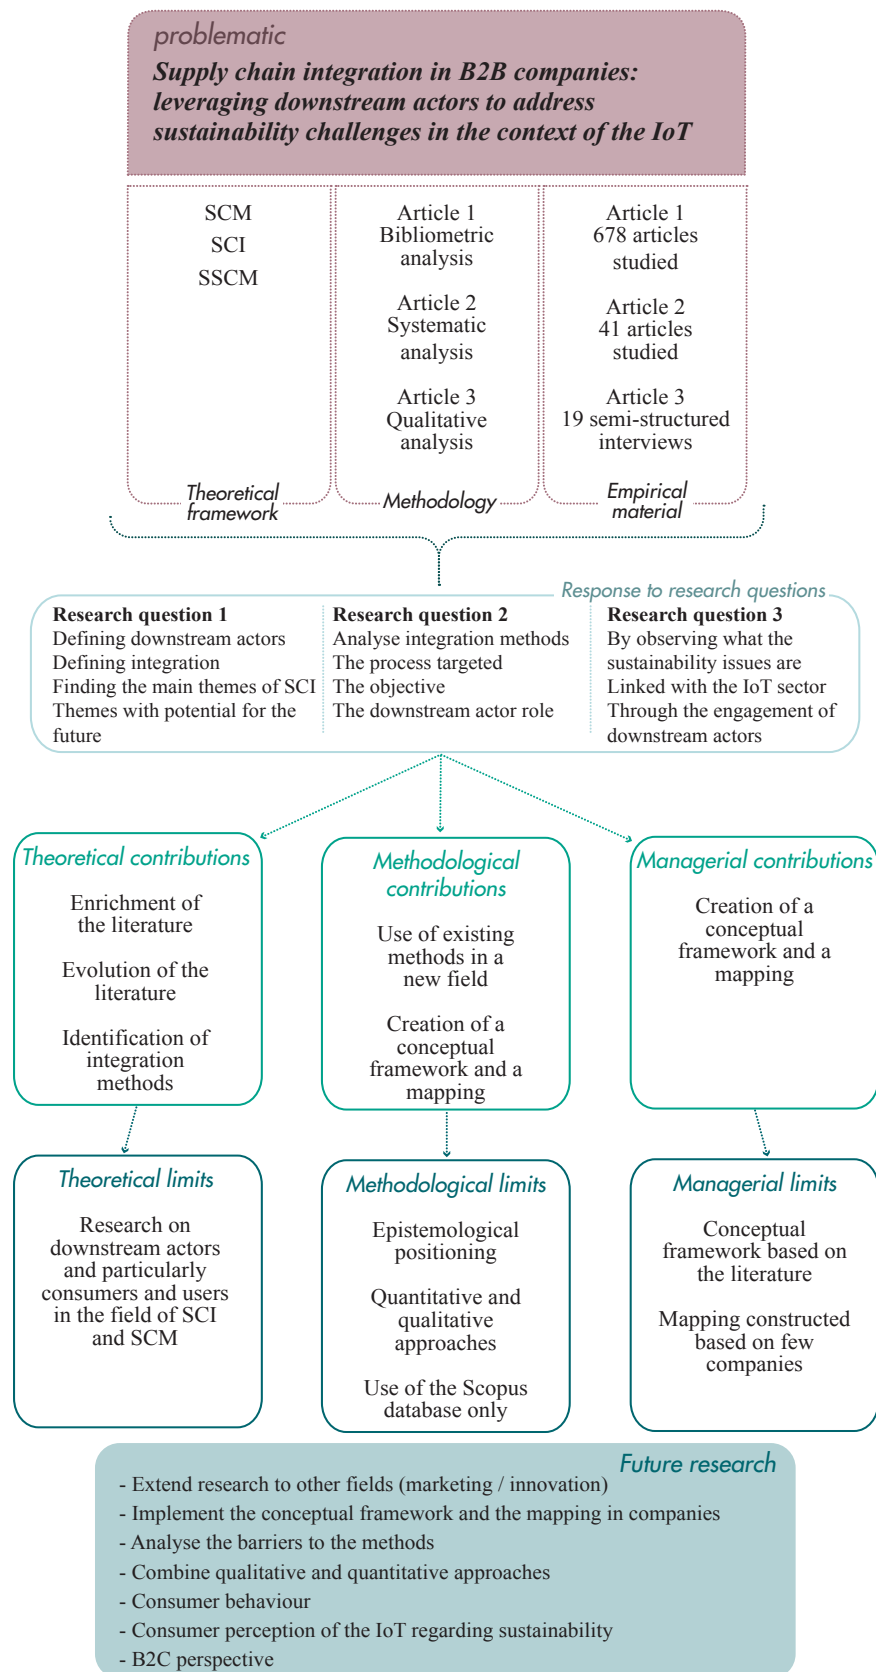 problematic
Supply chain integration in B2B companies:
leveraging downstream actors to address
sustainability challenges in the context of the IoT
SCM
SCI
SSCM
Theoretical
framework
Article 1
Bibliometric
analysis
Article 2
Systematic
analysis
Article 3
Qualitative
analysis
Methodology
Article 1
678 articles
studied
Article 2
41 articles
studied
Article 3
19 semi-structured
interviews
Empirical
material
Response to research questions
Research question 1
Defining downstream actors
Defining integration
Finding the main themes of SCI
Themes with potential for the
future
Research question 2
Analyse integration methods
The process targeted
The objective
The downstream actor role
Research question 3
By observing what the
sustainability issues are
Linked with the IoT sector
Through the engagement of
downstream actors
Theoretical contributions
Enrichment of
the literature
Evolution of the
literature
Identification of
integration
methods
Methodological
contributions
Use of existing
methods in a
new field
Creation of a
conceptual
framework and a
mapping
Managerial contributions
Creation of a
conceptual
framework and a
mapping
Theoretical limits
Research on
downstream actors
and particularly
consumers and users
in the field of SCI
and SCM
Methodological limits
Epistemological
positioning
Quantitative and
qualitative
approaches
Use of the Scopus
database only
Managerial limits
Conceptual
framework based on
the literature
Mapping constructed
based on few
companies
Future research
- Extend research to other fields (marketing / innovation)
- Implement the conceptual framework and the mapping in companies
- Analyse the barriers to the methods
- Combine qualitative and quantitative approaches
- Consumer behaviour
- Consumer perception of the IoT regarding sustainability
- B2C perspective